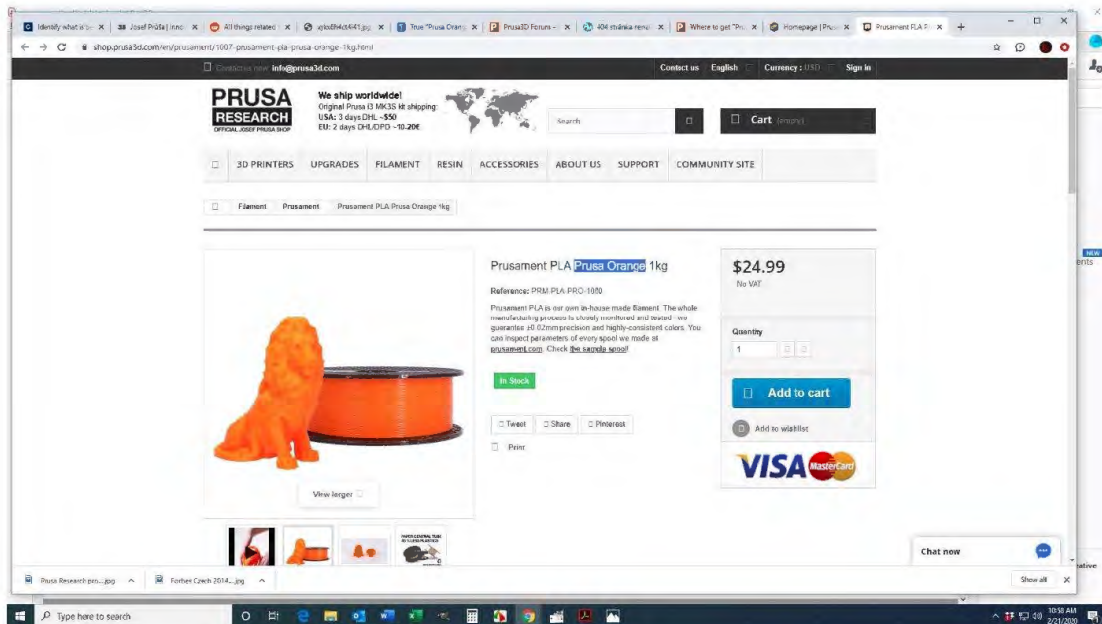 Identify what is
Josef Průša | Inno
All things related
True "Prusa Oran
Prusa3D Forum -
404 stránka nena
Where to get "Pr
Homepage | Prus
Prusament PLA P
shop.prusa3d.com/en/prusament/1007-prusament-pla-prusa-orange-1kg.html
Contact us now: info@prusa3d.com
Contact us English Currency : USD Sign in
PRUSA
RESEARCH
OFFICIAL JOSEF PRUSA SHOP
We ship worldwide!
Original Prusa i3 MK3S kit shipping:
USA: 3 days DHL ~$50
EU: 2 days DHL/DPD ~10-20€
Search
Cart (empty)
3D PRINTERS UPGRADES FILAMENT RESIN ACCESSORIES ABOUT US SUPPORT COMMUNITY SITE
Filament Prusament Prusament PLA Prusa Orange 1kg
Prusament PLA Prusa Orange 1kg
Reference: PRM-PLA-PRO-1000
Prusament PLA is our own in-house made filament. The whole
manufacturing process is closely monitored and tested - we
guarantee ±0.02mm precision and highly-consistent colors. You
can inspect parameters of every spool we made at
prusament.com. Check the sample spool!
In Stock
Tweet Share Pinterest
Print
View larger
$24.99
No VAT
Quantity
1
Add to cart
Add to wishlist
VISA MasterCard
NEW
Chat now
Prusa Research pro....jpg
Forbes Czech 2014....jpg
Show all
Type here to search
10:58 AM
2/21/2020